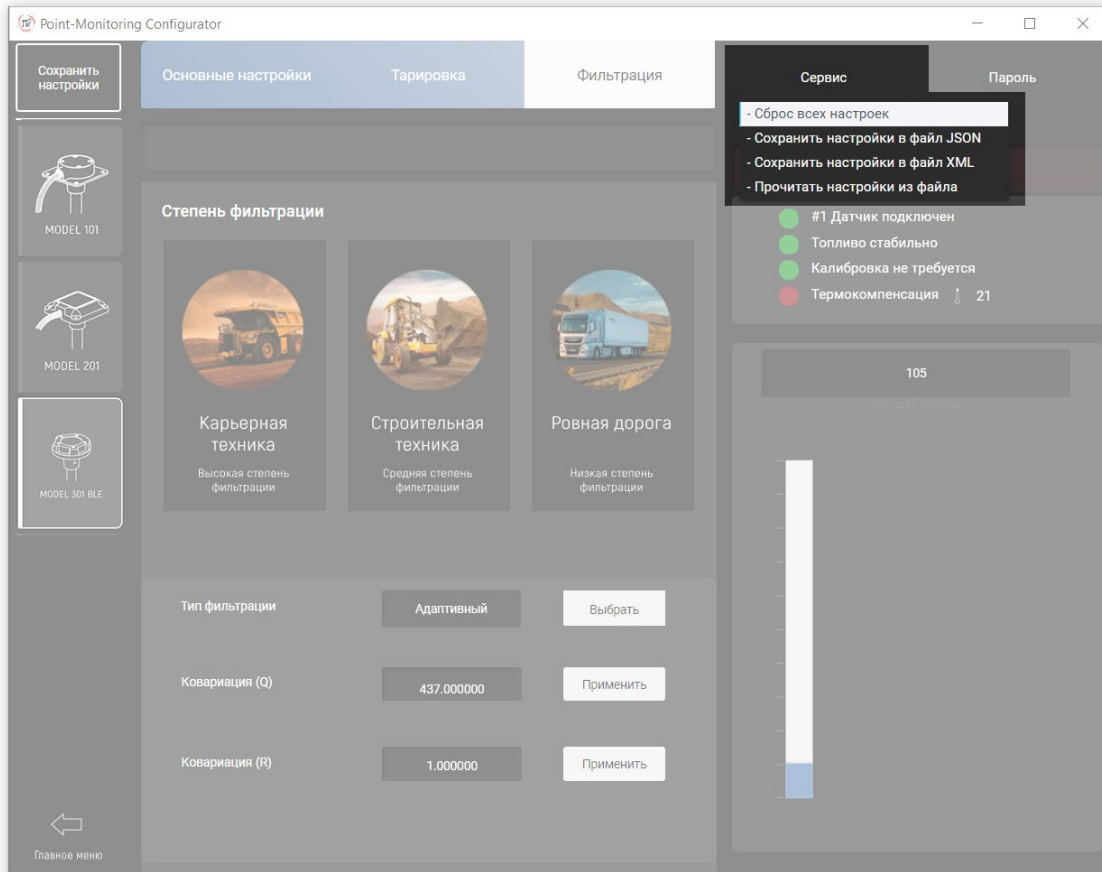 Point-Monitoring Configurator
Сохранить
настройки
Основные настройки
Тарировка
Фильтрация
Сервис
Пароль
- Сброс всех настроек
- Сохранить настройки в файл JSON
- Сохранить настройки в файл XML
- Прочитать настройки из файла
MODEL 101
MODEL 201
MODEL 301 BLE
Главное меню
Степень фильтрации
Карьерная
техника
Высокая степень
фильтрации
Строительная
техника
Средняя степень
фильтрации
Ровная дорога
Низкая степень
фильтрации
Тип фильтрации
Адаптивный
Выбрать
Ковариация (Q)
437.000000
Применить
Ковариация (R)
1.000000
Применить
#1 Датчик подключен
Топливо стабильно
Калибровка не требуется
Термокомпенсация 21
105
Текущий уровень